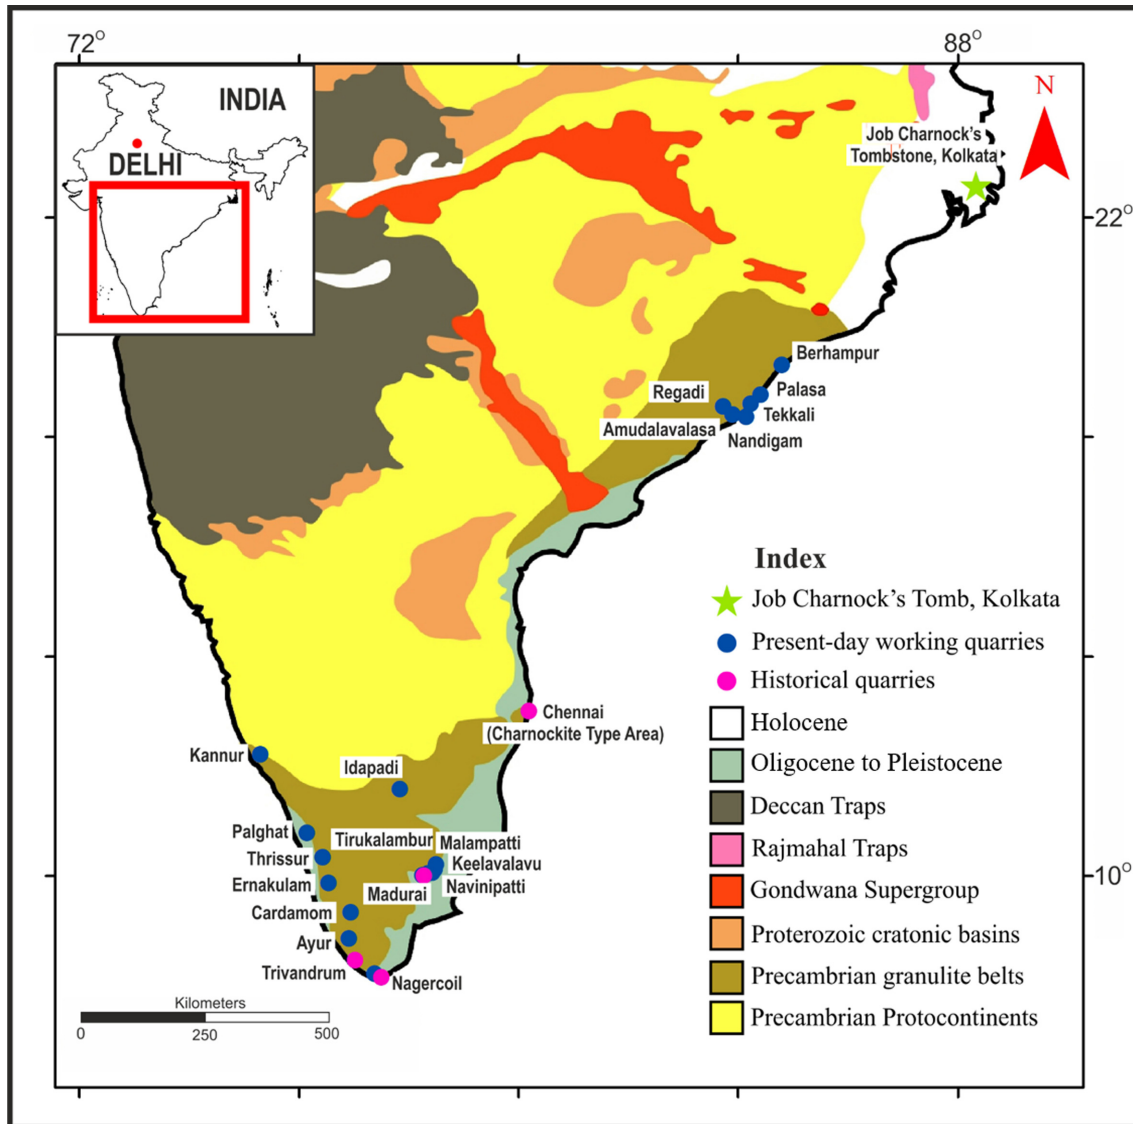 72°
88°
INDIA
DELHI
N
Job Charnock's
Tombstone, Kolkata
22°
Berhampur
Regadi
Palasa
Tekkali
Amudalavalasa
Nandigam
Index
Job Charnock's Tomb, Kolkata
Present-day working quarries
Historical quarries
Holocene
Oligocene to Pleistocene
Deccan Traps
Rajmahal Traps
Gondwana Supergroup
Proterozoic cratonic basins
Precambrian granulite belts
Precambrian Protocontinents
Chennai
(Charnockite Type Area)
Kannur
Idapadi
Palghat
Tirukalambur
Malampatti
Thrissur
Keelavalavu
Ernakulam
Madurai
Navinipatti
10°
Cardamom
Ayur
Trivandrum
Nagercoil
Kilometers
0
250
500